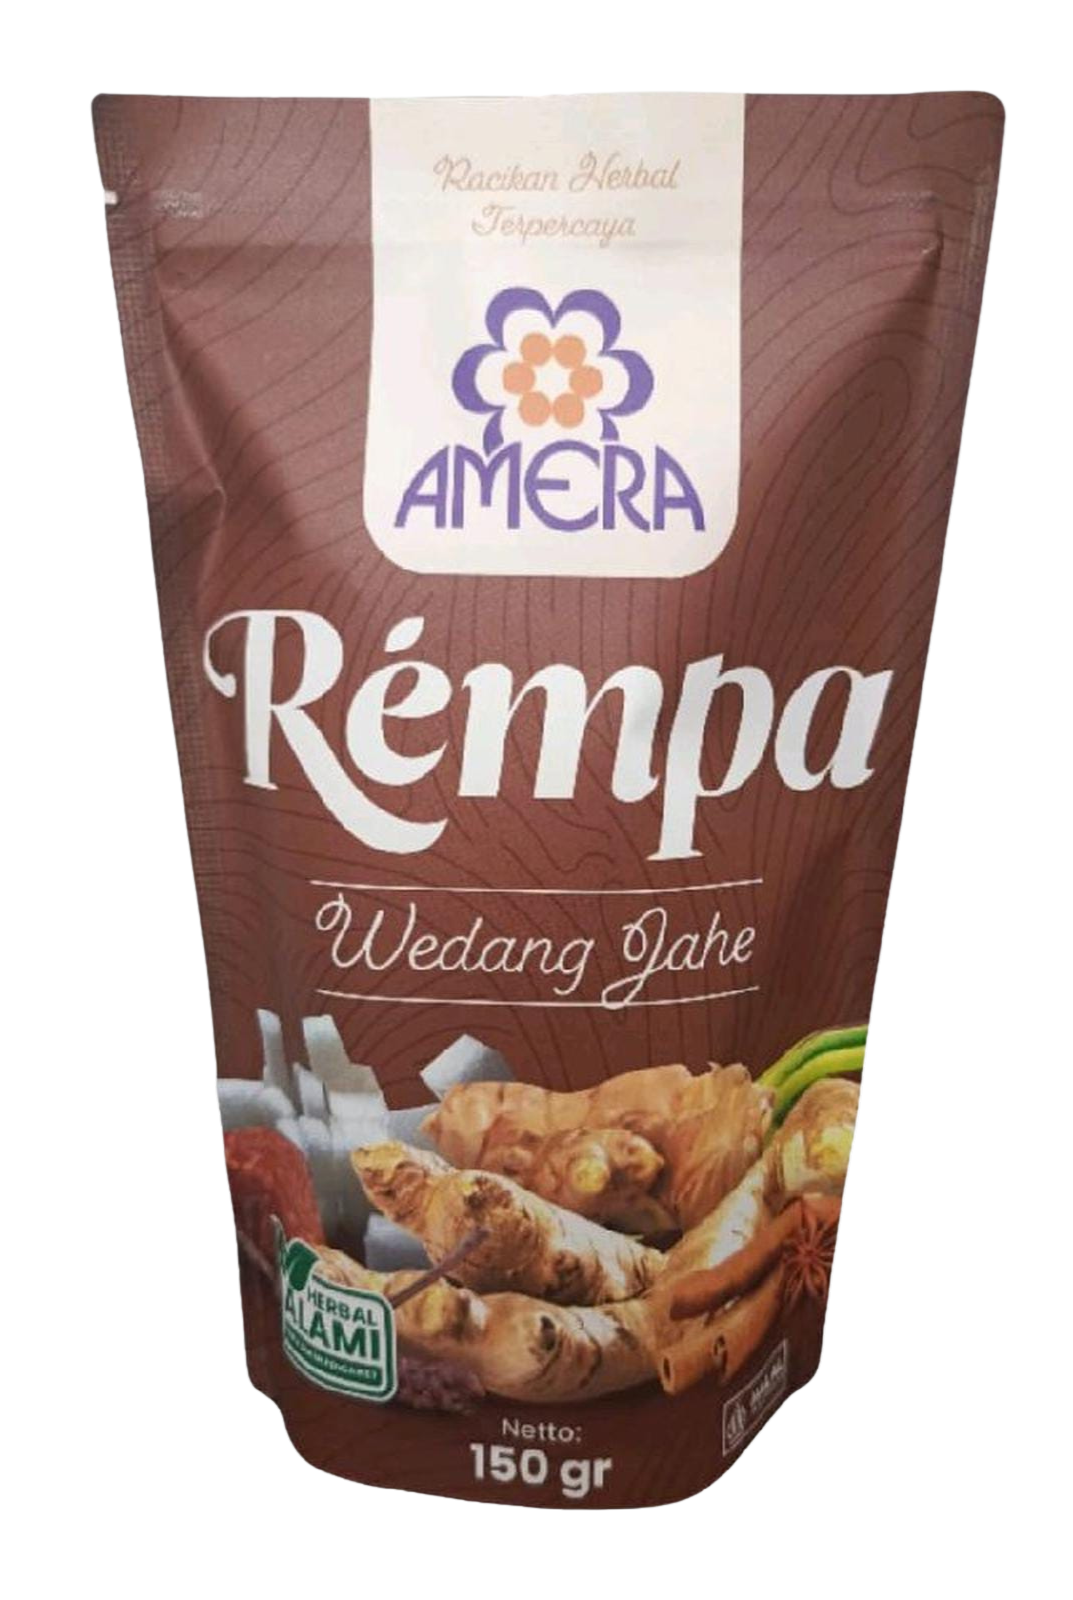 Racikan Herbal
Terpercaya
AMERA
Rémpa
Wedang Jahe
HERBAL
ALAMI
Netto:
150 gr